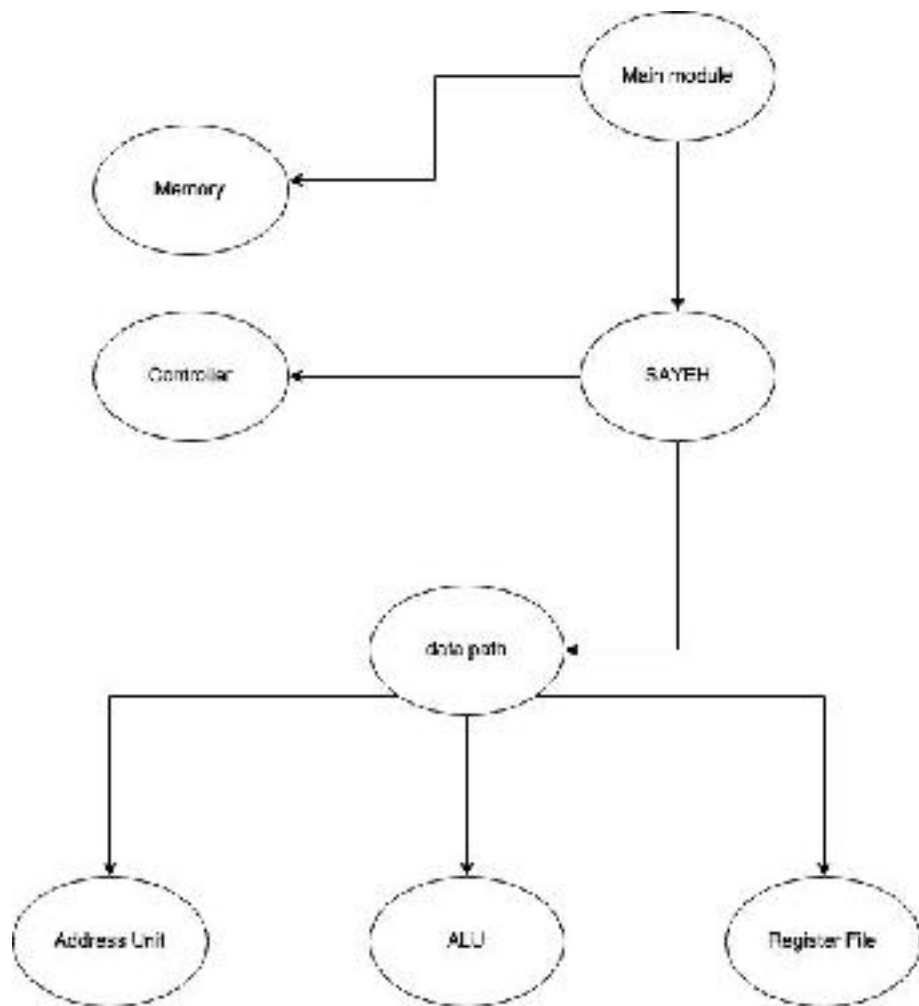 Main module
Memory
Controller
SAYEH
data path
Address Unit
ALU
Register File